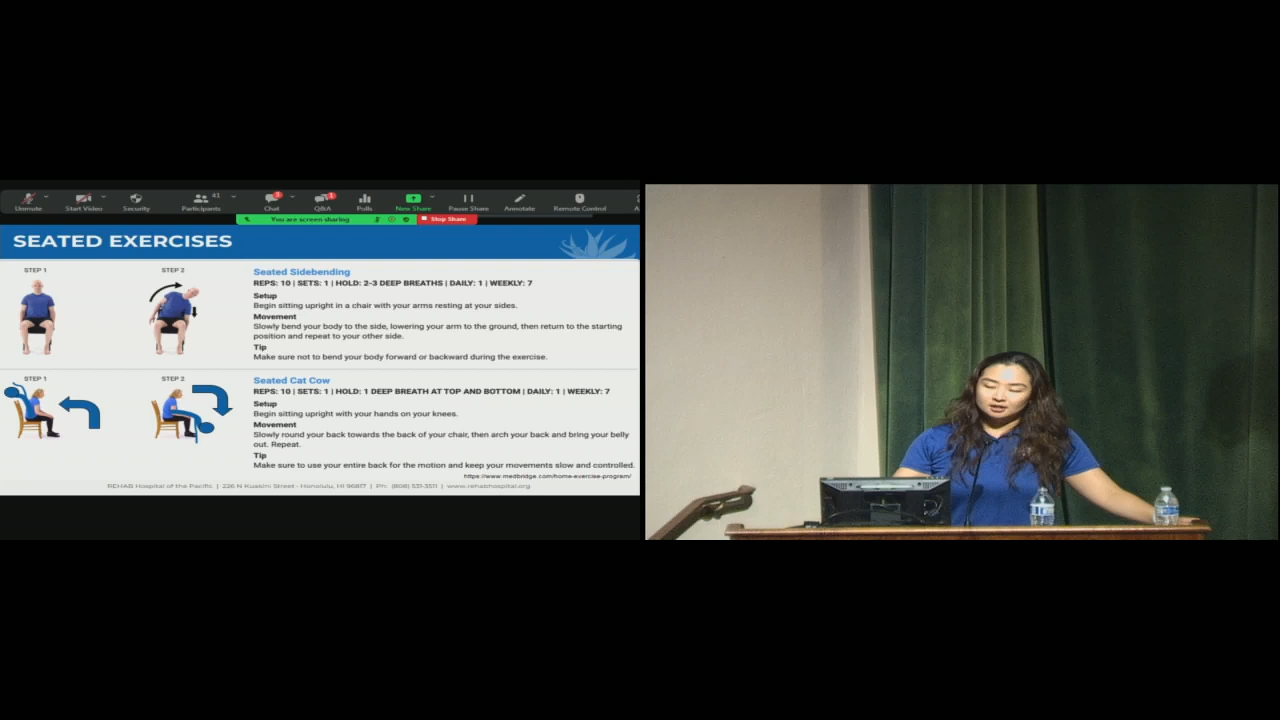 41
3
1
Unmute
Start Video
Security
Participants
Chat
Q&A
Polls
New Share
Pause Share
Annotate
Remote Control
You are screen sharing
Stop Share
SEATED EXERCISES
STEP 1
STEP 2
Seated Sidebending
REPS: 10 | SETS: 1 | HOLD: 2-3 DEEP BREATHS | DAILY: 1 | WEEKLY: 7
Setup
Begin sitting upright in a chair with your arms resting at your sides.
Movement
Slowly bend your body to the side, lowering your arm to the ground, then return to the starting
position and repeat to your other side.
Tip
Make sure not to bend your body forward or backward during the exercise.
STEP 1
STEP 2
Seated Cat Cow
REPS: 10 | SETS: 1 | HOLD: 1 DEEP BREATH AT TOP AND BOTTOM | DAILY: 1 | WEEKLY: 7
Setup
Begin sitting upright with your hands on your knees.
Movement
Slowly round your back towards the back of your chair, then arch your back and bring your belly
out. Repeat.
Tip
Make sure to use your entire back for the motion and keep your movements slow and controlled.
https://www.medbridge.com/home-exercise-program/
REHAB Hospital of the Pacific | 226 N Kuakini Street · Honolulu, HI 96817 | Ph: (808) 531-3511 | www.rehabhospital.org